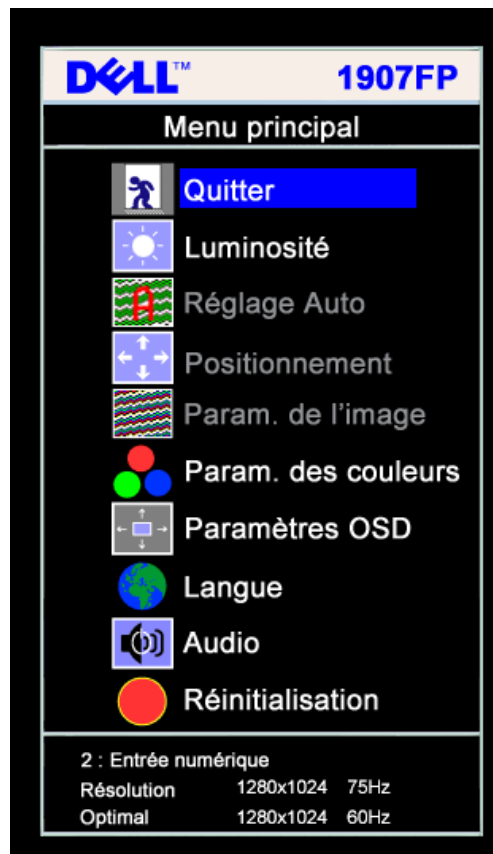 DELL™ 1907FP
Menu principal
Quitter
Luminosité
Réglage Auto
Positionnement
Param. de l'image
Param. des couleurs
Paramètres OSD
Langue
Audio
Réinitialisation
2 : Entrée numérique
Résolution 1280x1024 75Hz
Optimal 1280x1024 60Hz